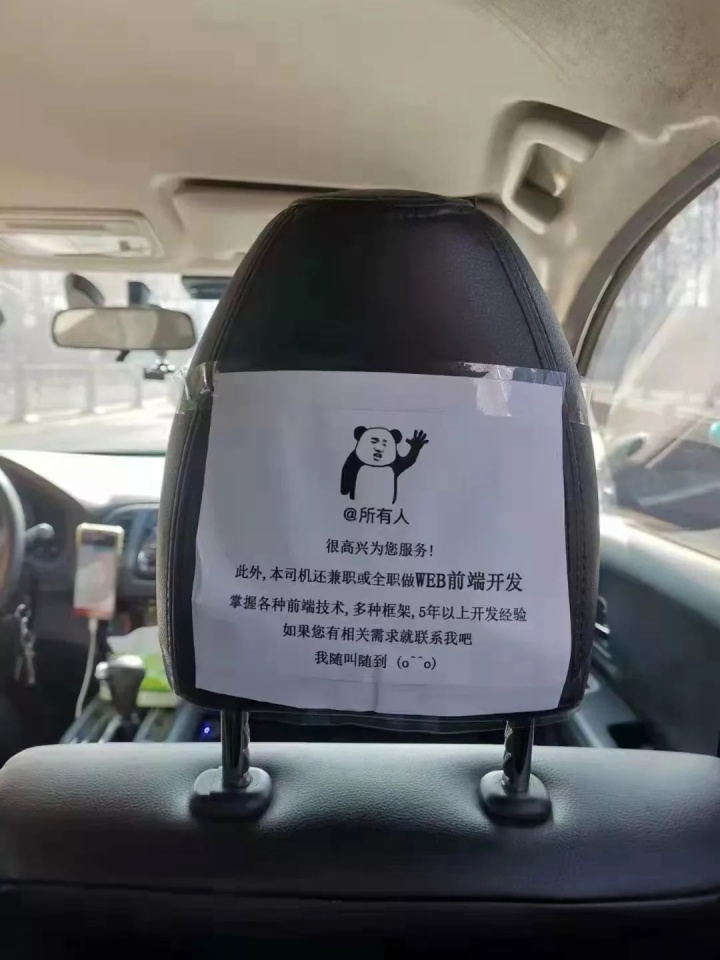 @所有人
很高兴为您服务!
此外,本司机还兼职或全职做WEB前端开发
掌握各种前端技术,多种框架,5年以上开发经验
如果您有相关需求就联系我吧
我随叫随到 (o^^o)